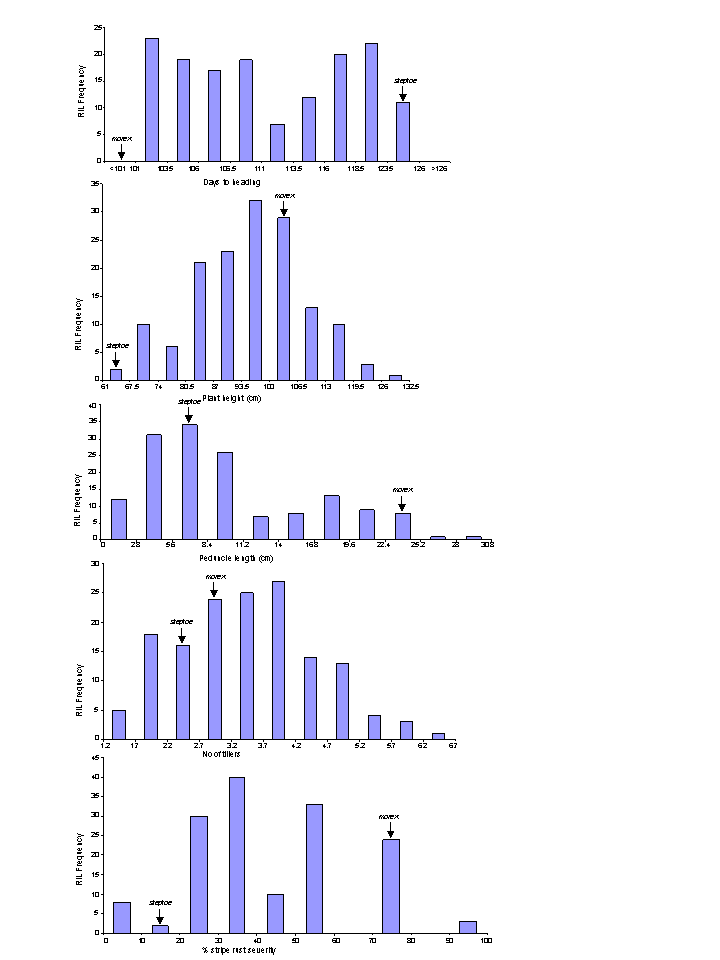 25
20
15
10
5
0
RIL Frequency
steptoe
morex
<101 101 103.5 106 108.5 111 113.5 116 118.5 123.5 126 >126
Days to heading
35
30
25
20
15
10
5
0
RIL Frequency
morex
steptoe
61 67.5 74 80.5 87 93.5 100 106.5 113 119.5 126 132.5
Plant height (cm)
40
35
30
25
20
15
10
5
0
RIL Frequency
steptoe
morex
0 2.8 5.6 8.4 11.2 14 16.8 19.6 22.4 25.2 28 30.8
Peduncle length (cm)
30
25
20
15
10
5
0
RIL Frequency
morex
steptoe
1.2 1.7 2.2 2.7 3.2 3.7 4.2 4.7 5.2 5.7 6.2 6.7
No of tillers
45
40
35
30
25
20
15
10
5
0
RIL Frequency
morex
steptoe
0 10 20 30 40 50 60 70 80 90 100
% stripe rust severity